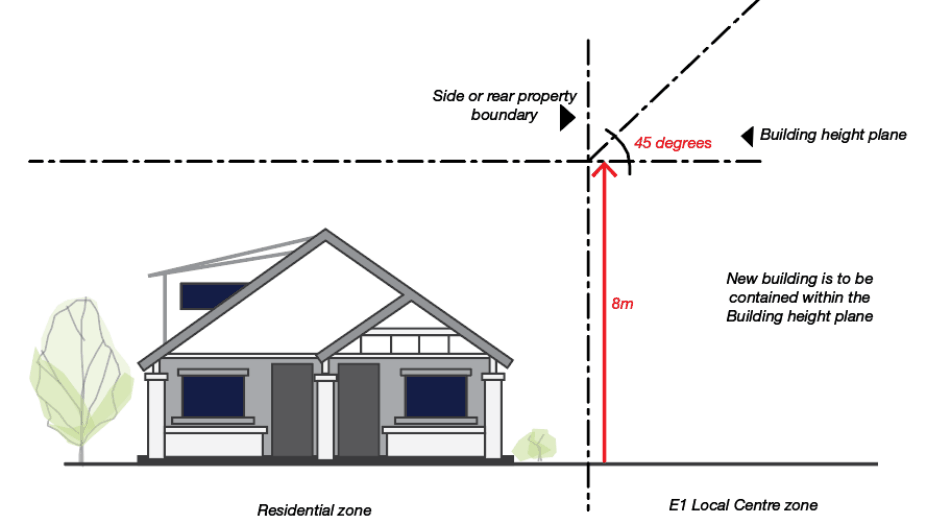 Side or rear property
boundary
45 degrees
Building height plane
8m
New building is to be
contained within the
Building height plane
Residential zone
E1 Local Centre zone